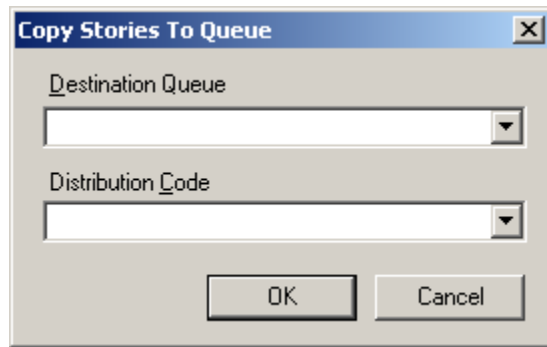 Copy Stories To Queue
Destination Queue
Distribution Code
OK
Cancel